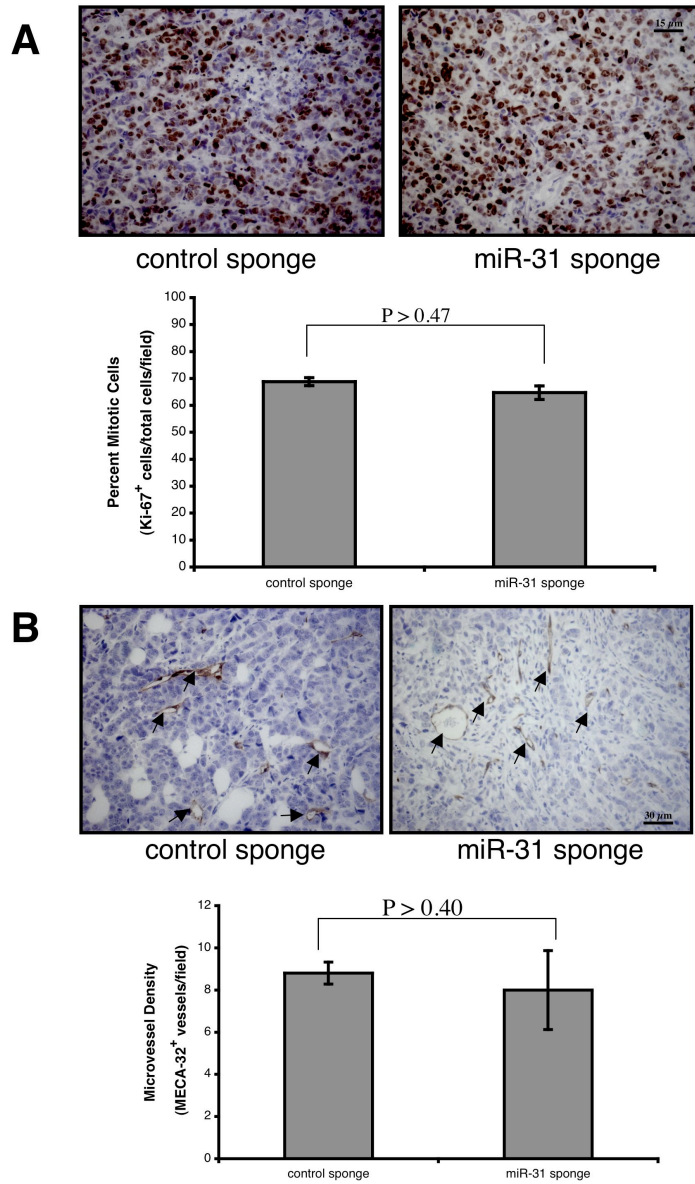 A
15 μm
control sponge
miR-31 sponge
P > 0.47
100
90
80
70
60
50
40
30
20
10
0
Percent Mitotic Cells
(Ki-67+ cells/total cells/field)
control sponge
miR-31 sponge
B
30 μm
control sponge
miR-31 sponge
P > 0.40
12
10
8
6
4
2
0
Microvessel Density
(MECA-32+ vessels/field)
control sponge
miR-31 sponge